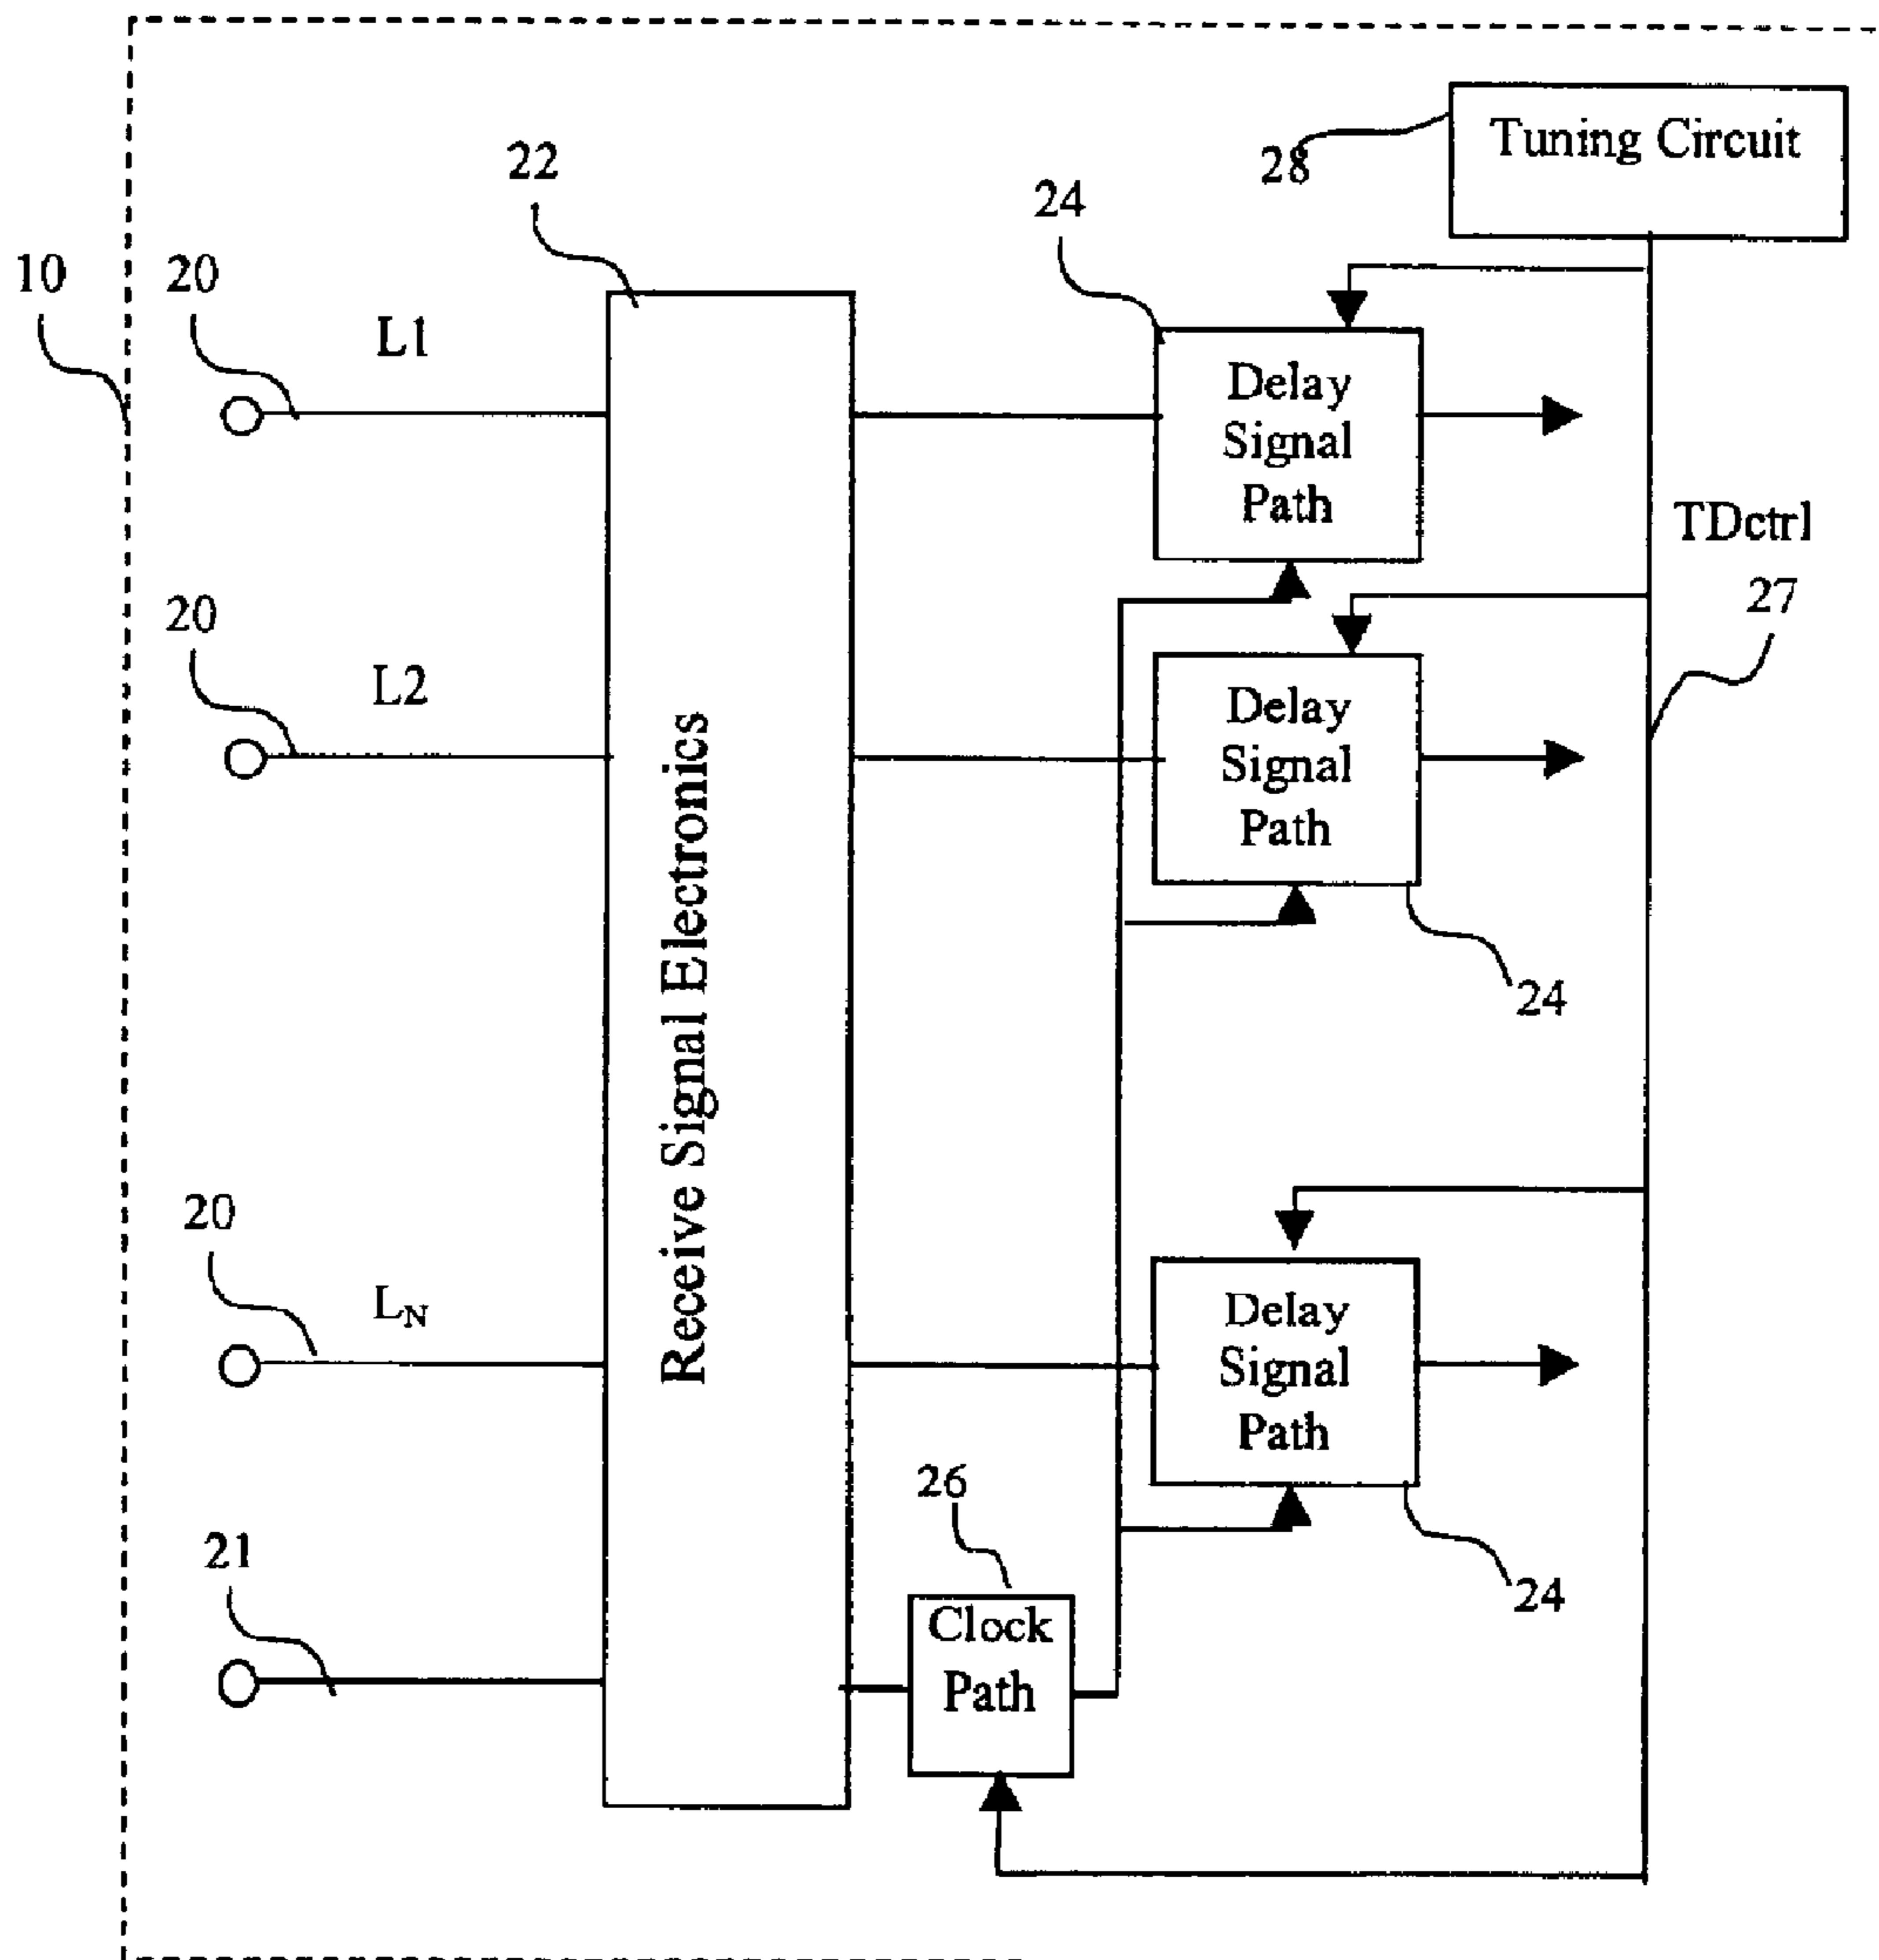 Tuning Circuit
28
22
24
10
20
L1
Delay
Signal
Path
TDctrl
27
20
L2
Delay
Signal
Path
Receive Signal Electronics
24
20
LN
Delay
Signal
Path
26
21
24
Clock
Path